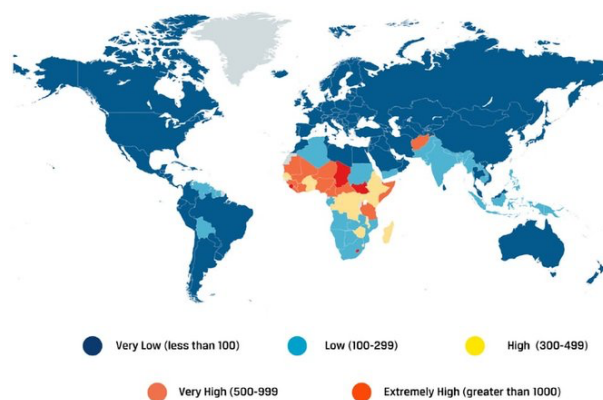 Very Low (less than 100)
Low (100-299)
High (300-499)
Very High (500-999
Extremely High (greater than 1000)